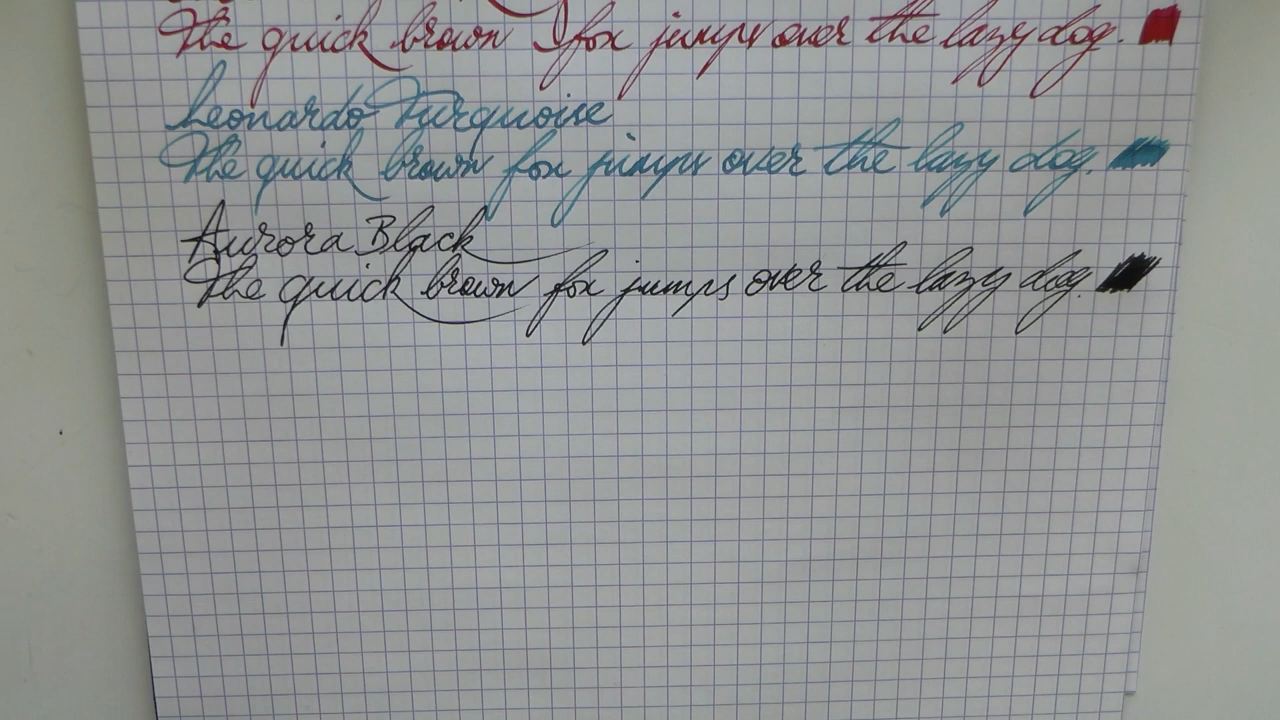 The quick brown fox jumps over the lazy dog.
Leonardo Turquoise
The quick brown fox jumps over the lazy dog.
Aurora Black
The quick brown fox jumps over the lazy dog.